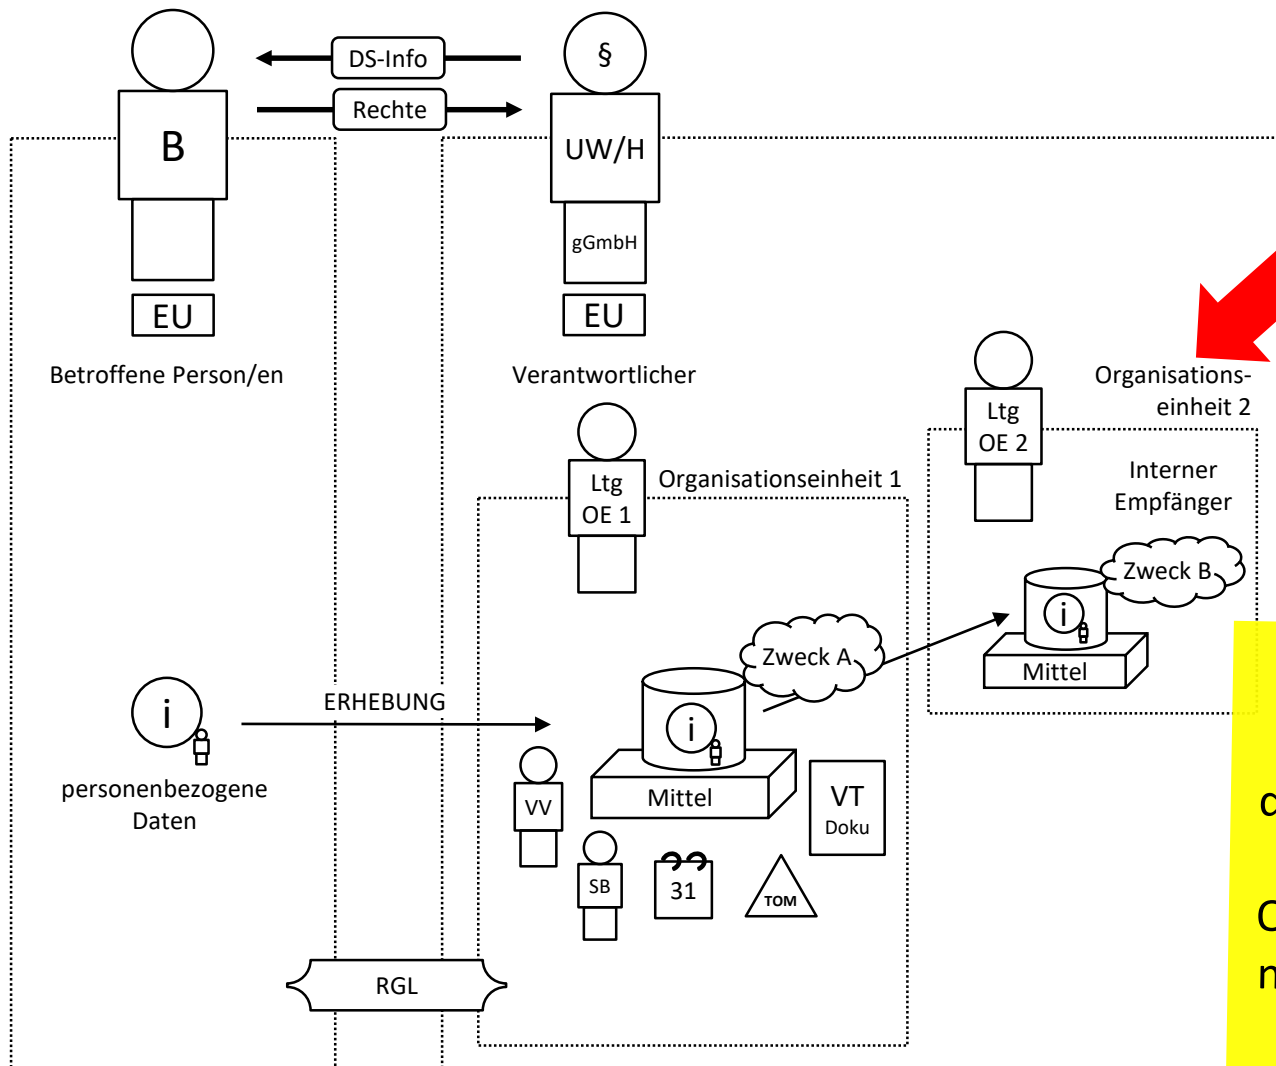 DS-Info
§
Rechte
B
UW/H
gGmbH
EU
EU
Betroffene Person/en
Verantwortlicher
Organisations-
einheit 2
Ltg
OE 2
Interner
Empfänger
Ltg
OE 1
Organisationseinheit 1
Zweck B
i
Mittel
Zweck A
ERHEBUNG
i
i
personenbezogene
Daten
Mittel
VV
VT
Doku
SB
31
TOM
RGL